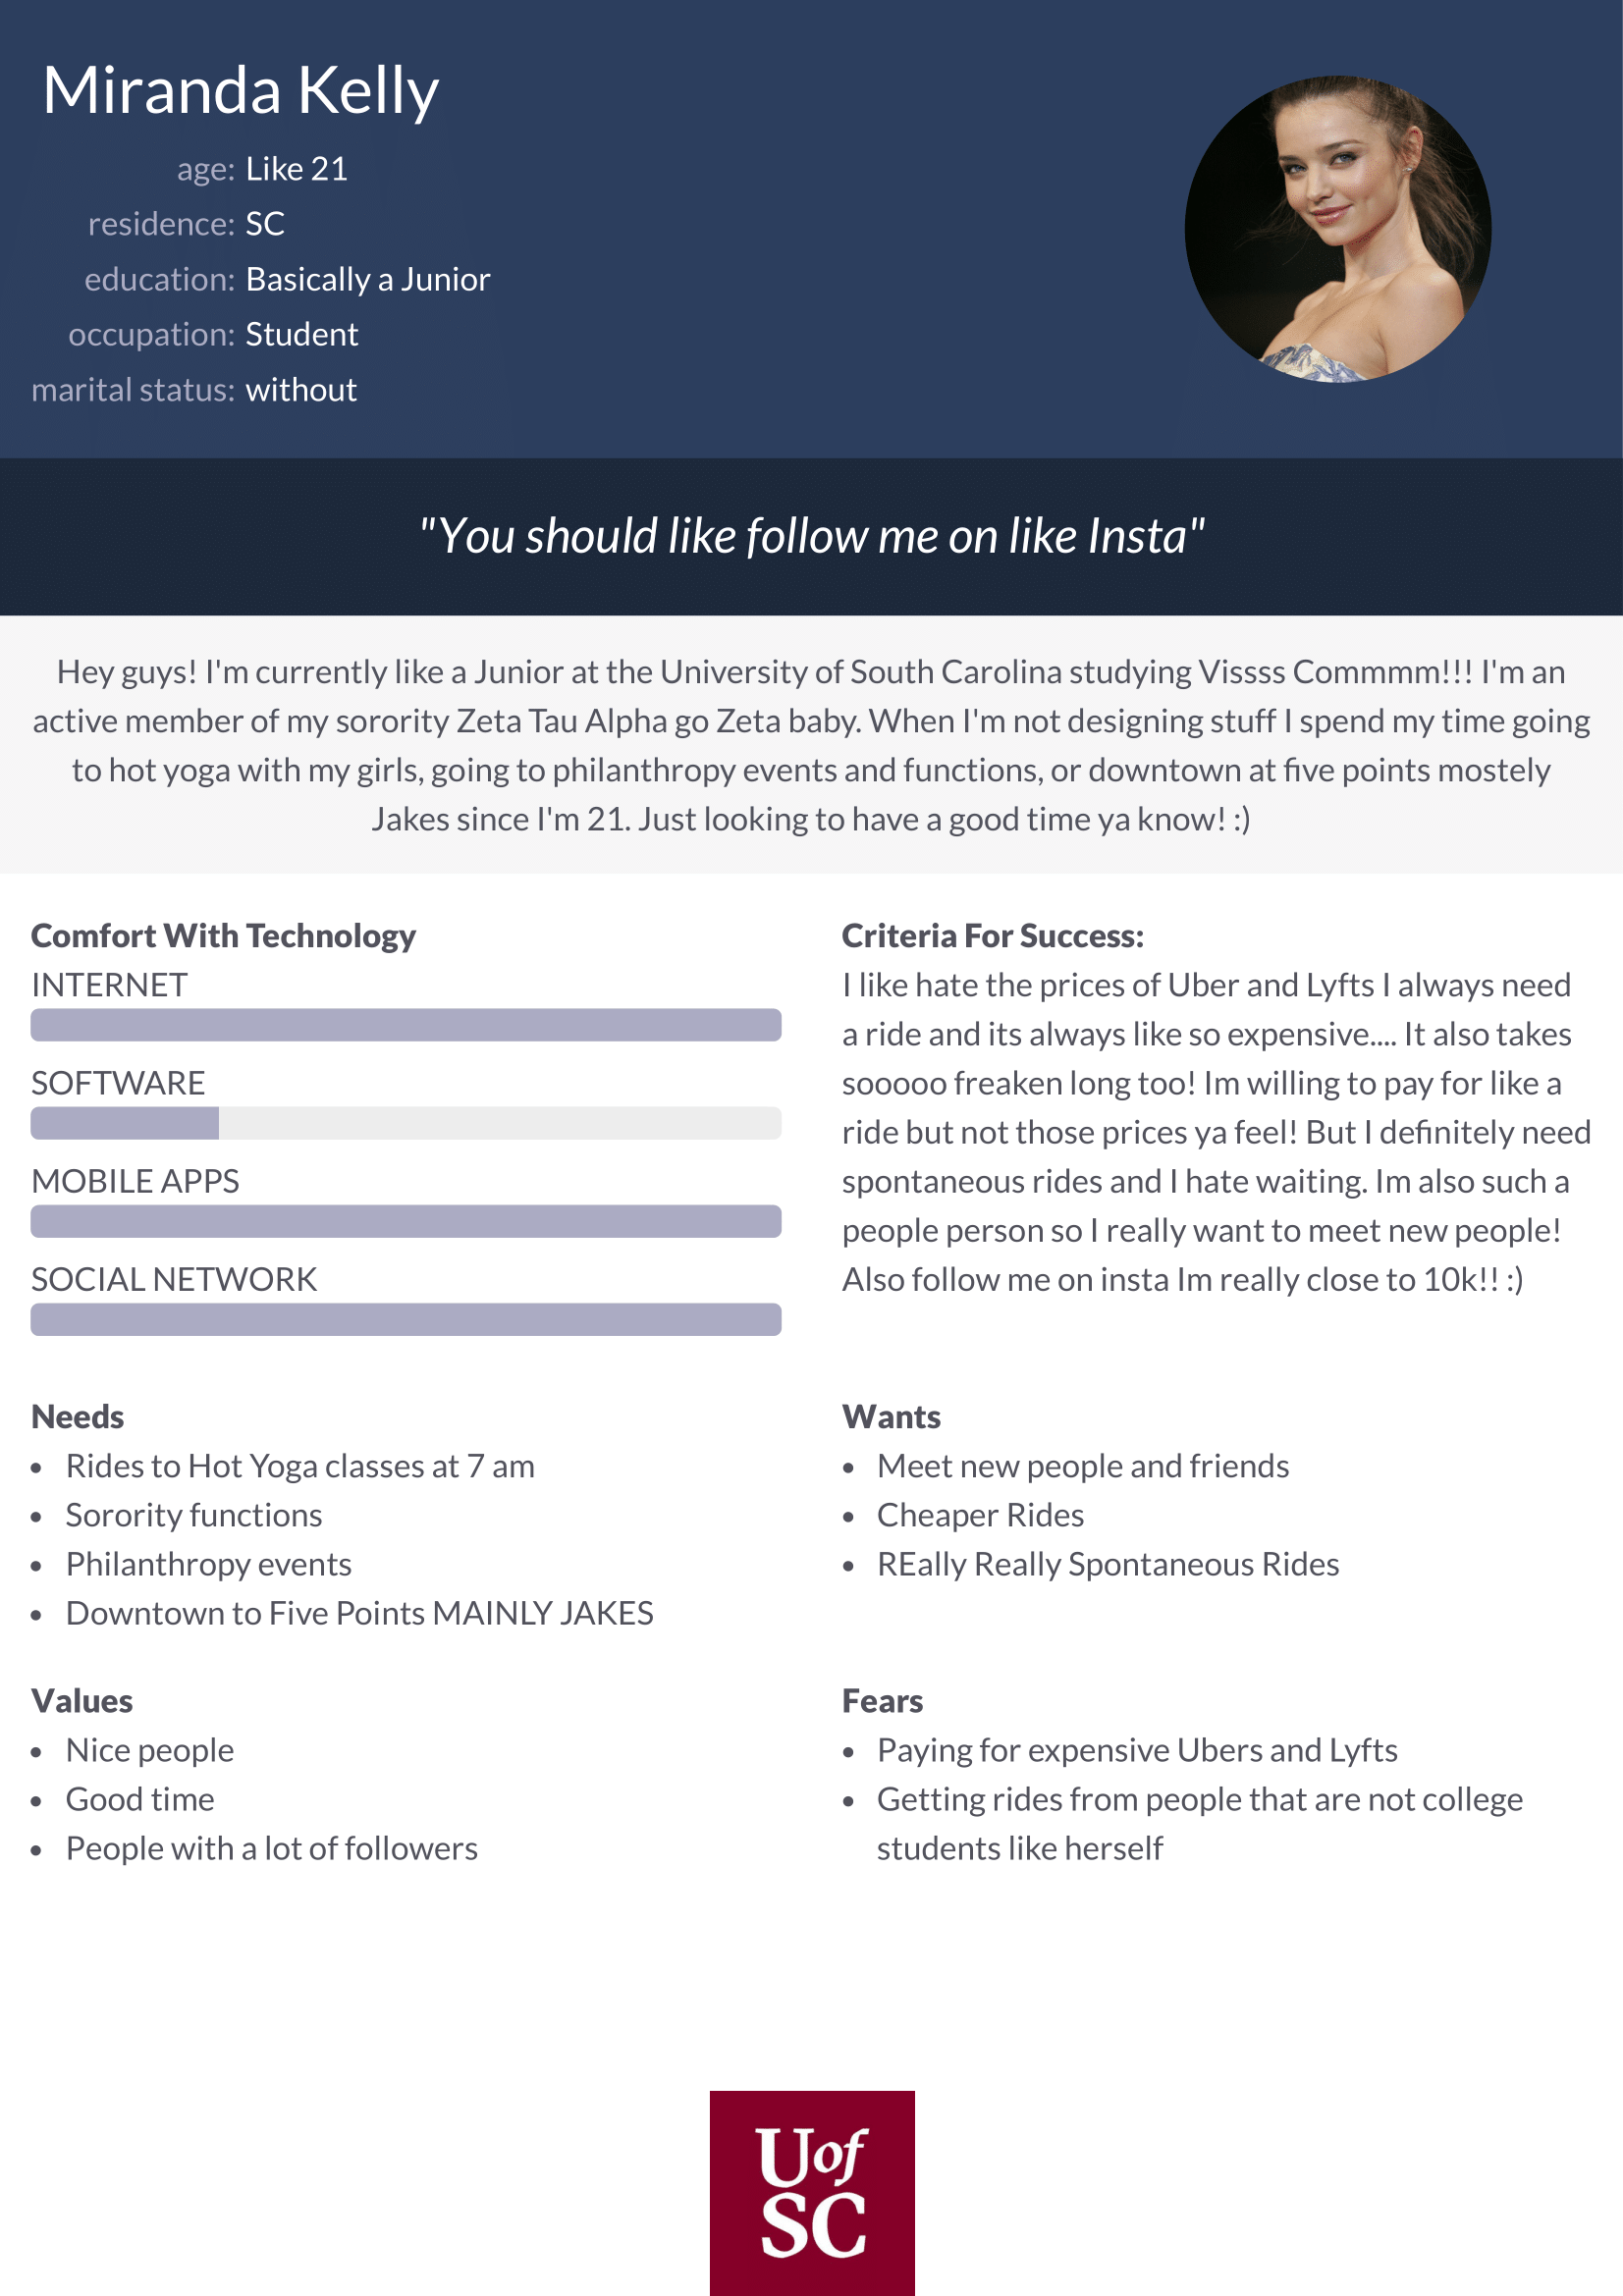 Miranda Kelly
age: Like 21
residence: SC
education: Basically a Junior
occupation: Student
marital status: without
"You should like follow me on like Insta"
Hey guys! I'm currently like a Junior at the University of South Carolina studying Vissss Commmm!!! I'm an
active member of my sorority Zeta Tau Alpha go Zeta baby. When I'm not designing stuff I spend my time going
to hot yoga with my girls, going to philanthropy events and functions, or downtown at five points mostely
Jakes since I'm 21. Just looking to have a good time ya know! :)
Comfort With Technology
INTERNET
SOFTWARE
MOBILE APPS
SOCIAL NETWORK
Criteria For Success:
I like hate the prices of Uber and Lyfts I always need
a ride and its always like so expensive.... It also takes
sooooo freaken long too! Im willing to pay for like a
ride but not those prices ya feel! But I definitely need
spontaneous rides and I hate waiting. Im also such a
people person so I really want to meet new people!
Also follow me on insta Im really close to 10k!! :)
Needs
• Rides to Hot Yoga classes at 7 am
• Sorority functions
• Philanthropy events
• Downtown to Five Points MAINLY JAKES
Wants
• Meet new people and friends
• Cheaper Rides
• REally Really Spontaneous Rides
Values
• Nice people
• Good time
• People with a lot of followers
Fears
• Paying for expensive Ubers and Lyfts
• Getting rides from people that are not college
students like herself
Uof
SC